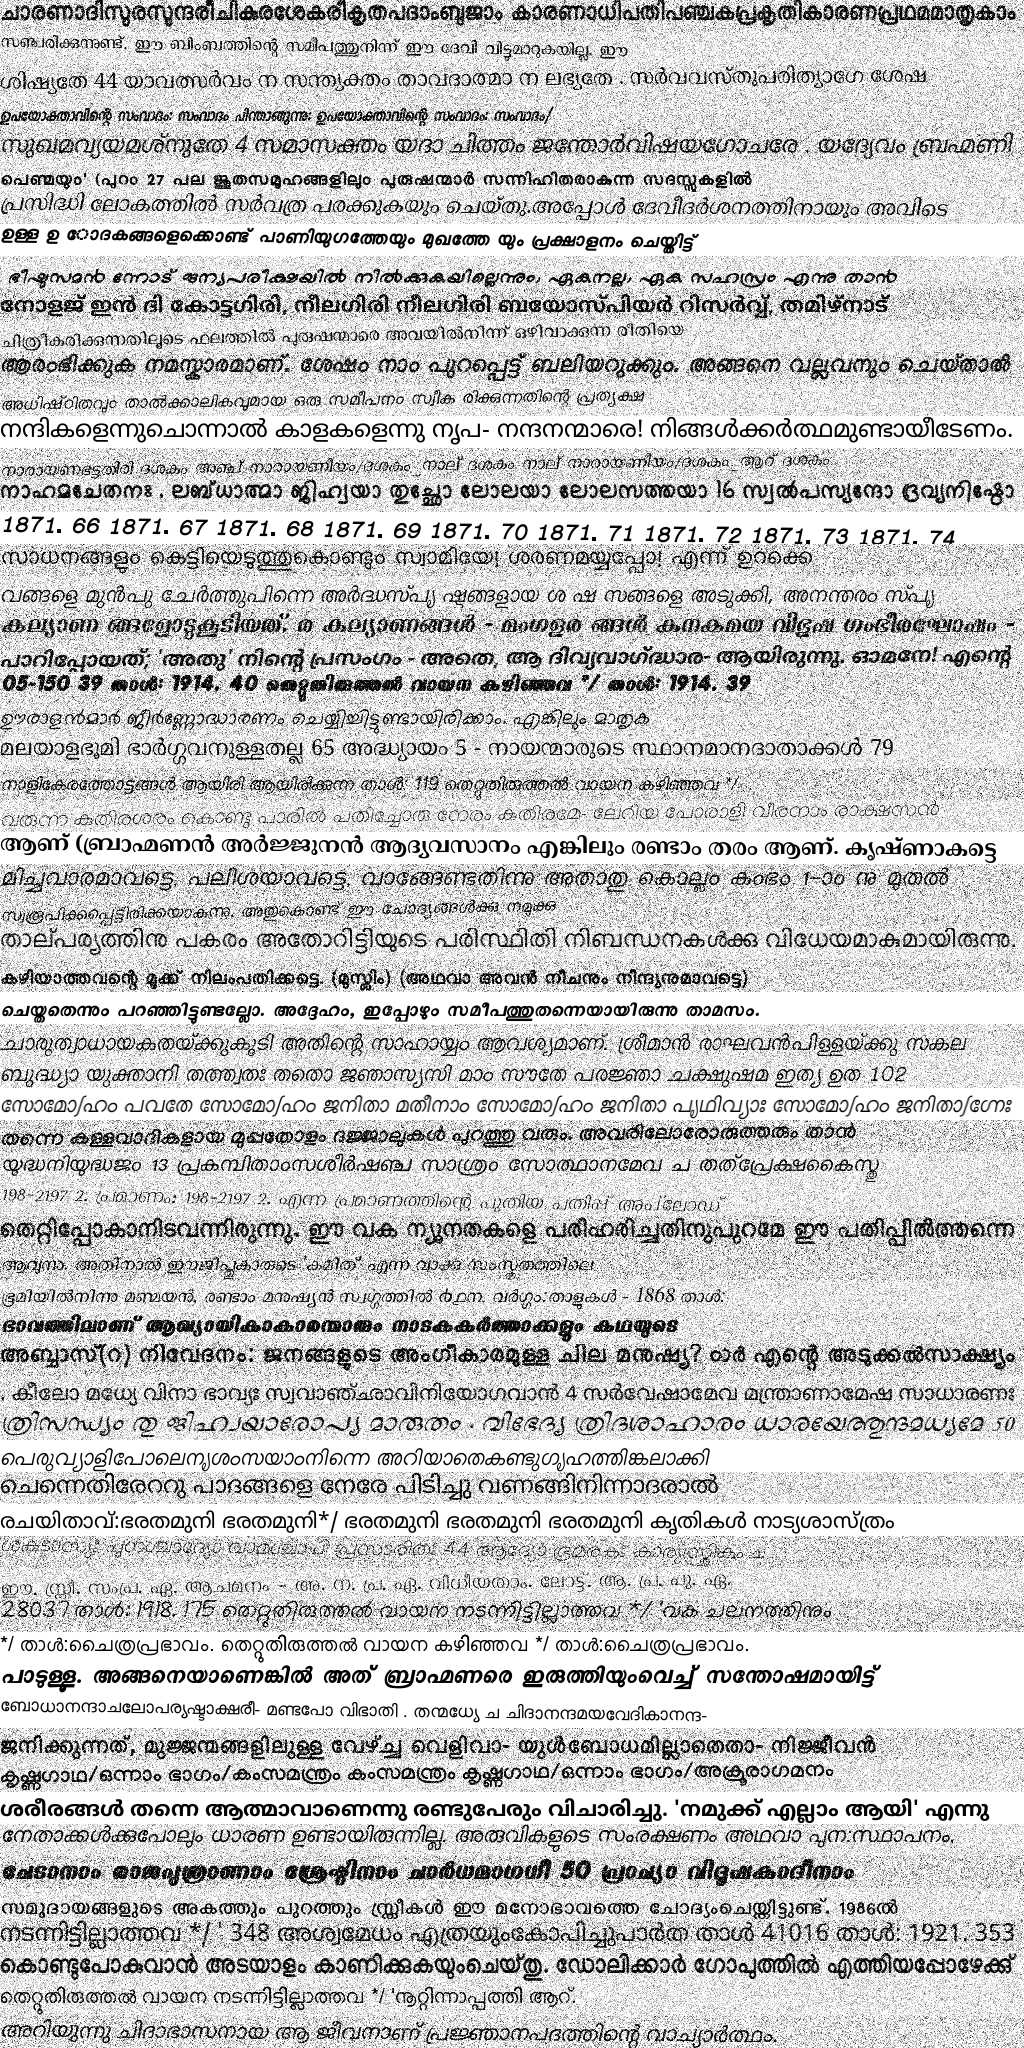 ചാരണാദിസുരസുന്ദരീചികുരശേകരീകൃതപദാംബുജാം കാരണാധിപതിപഞ്ചകപ്രകൃതികാരണപ്രഥമമാതൃകാം
സഞ്ചരിക്കുന്നുണ്ട്. ഈ ബിംബത്തിന്റെ സമീപത്തുനിന്ന് ഈ ദേവി വിട്ടുമാറുകയില്ല. ഈ
ശിഷ്യതേ 44 യാവത്സർവം ന സന്ത്യക്തം താവദാത്മാ ന ലഭ്യതേ . സർവവസ്തുപരിത്യാഗേ ശേഷ
ഉപയോക്താവിന്റെ സംവാദം: സംവാദം പിന്താങ്ങുന്നു: ഉപയോക്താവിന്റെ സംവാദം: സംവാദം/
സുഖമവ്യയമശ്നുതേ 4 സമാസക്തം യദാ ചിത്തം ജന്തോർവിഷയഗോചരേ . യദ്യേവം ബ്രഹ്മണി
പെണ്മയും' (പുറം 27 പല ജൂതസമൂഹങ്ങളിലും പുരുഷന്മാർ സന്നിഹിതരാകുന്ന സദസ്സുകളിൽ
പ്രസിദ്ധി ലോകത്തിൽ സർവത്ര പരക്കുകയും ചെയ്തു.അപ്പോൾ ദേവീദർശനത്തിനായും അവിടെ
ഉള്ള ഉ ോദകങ്ങളെക്കൊണ്ട് പാണിയുഗത്തേയും മുഖത്തേ യും പ്രക്ഷാളനം ചെയ്തിട്ട്
ഭീഷ്ടസമൻ നോട് ജന്യപരീക്ഷയിൽ നിൽക്കുകയില്ലെന്നും, ഏകനല്ല, ഏക സഹസ്രം എന്നു താൻ
നോളജ് ഇൻ ദി കോട്ടഗിരി, നീലഗിരി നീലഗിരി ബയോസ്പിയർ റിസർവ്വ്, തമിഴ്നാട്
ചിത്രീകരിക്കുന്നതിലൂടെ ഫലത്തിൽ പുരുഷന്മാരെ അവയിൽനിന്ന് ഒഴിവാക്കുന്ന രീതിയെ
ആരംഭിക്കുക നമസ്കാരമാണ്. ശേഷം നാം പുറപ്പെട്ട് ബലിയറുക്കും. അങ്ങനെ വല്ലവനും ചെയ്താൽ
അധിഷ്ഠിതവും താൽക്കാലികവുമായ ഒരു സമീപനം സ്വീക രിക്കുന്നതിന്റെ പ്രത്യക്ഷ
നന്ദികളെന്നുചൊന്നാൽ കാളകളെന്നു നൃപ- നന്ദനന്മാരെ! നിങ്ങൾക്കർത്ഥമുണ്ടായീടേണം.
നാരായണഭട്ടതിരി ദശകം അഞ്ച് നാരായണീയം/ദശകം_നാല് ദശകം നാല് നാരായണീയം/ദശകം_ആറ് ദശകം
നാഹമചേതനഃ . ലബ്ധാത്മാ ജിഹ്വയാ തുച്ഛോ ലോലയാ ലോലസത്തയാ 16 സ്വൽപസ്യന്ദോ ദ്രവ്യനിഷ്ഠോ
1871. 66 1871. 67 1871. 68 1871. 69 1871. 70 1871. 71 1871. 72 1871. 73 1871. 74
സാധനങ്ങളും കെട്ടിയെടുത്തുകൊണ്ടും സ്വാമിയേ! ശരണമയ്യപ്പോ! എന്ന് ഉറക്കെ
വങ്ങളെ മുൻപു ചേർത്തുപിന്നെ അർദ്ധസ്പൃ ഷ്ടങ്ങളായ ശ ഷ സങ്ങളെ അടുക്കി, അനന്തരം സ്പൃ
കല്യാണ ങ്ങളോടുകൂടിയത്. ര കല്യാണങ്ങൾ - മംഗളര ങ്ങൾ കനകമയ വിഭൂഷ ഗംഭീരഘോഷം -
പാറിപ്പോയത്; 'അതു' നിന്റെ പ്രസംഗം - അതെ, ആ ദിവ്യവാഗ്ദ്ധാര- ആയിരുന്നു. ഓമനേ! എന്റെ
05-150 39 താൾ: 1914. 40 തെറ്റുതിരുത്തൽ വായന കഴിഞ്ഞവ */ താൾ: 1914. 39
ഊരാളൻമാർ ജീർണ്ണോദ്ധാരണം ചെയ്യിച്ചിട്ടുണ്ടായിരിക്കാം. എങ്കിലും മാതൃക
മലയാളഭൂമി ഭാർഗ്ഗവനുള്ളതല്ല 65 അദ്ധ്യായം 5 - നായന്മാരുടെ സ്ഥാനമാനദാതാക്കൾ 79
നാളികേരത്തോട്ടങ്ങൾ ആയിരി ആയിരിക്കുന്നു താൾ: 119 തെറ്റുതിരുത്തൽ വായന കഴിഞ്ഞവ */
വരുന്ന കുതിരശരം കൊണ്ടു പാരിൽ പതിച്ചോരു നേരം കുതിരമേ- ലേറിയ പോരാളി വീരനാം രാക്ഷസൻ
ആണ് (ബ്രാഹ്മണൻ അർജ്ജുനൻ ആദ്യവസാനം എങ്കിലും രണ്ടാം തരം ആണ്. കൃഷ്ണാകട്ടെ
മിച്ചവാരമാവട്ടെ, പലിശയാവട്ടെ, വാങ്ങേണ്ടതിന്നു അതാതു കൊല്ലം കുംഭം ൧-ാം നു മുതൽ
സ്വരൂപിക്കപ്പെട്ടിരിക്കയാകുന്നു. അതുകൊണ്ട് ഈ ചോദ്യങ്ങൾക്കു നമുക്കു
താല്പര്യത്തിനു പകരം അതോറിട്ടിയുടെ പരിസ്ഥിതി നിബന്ധനകൾക്കു വിധേയമാകുമായിരുന്നു.
കഴിയാത്തവന്റെ മൂക്ക് നിലംപതിക്കട്ടെ. (മുസ്ലിം) (അഥവാ അവൻ നീചനും നിന്ദ്യനുമാവട്ടെ)
ചെയ്തതെന്നും പറഞ്ഞിട്ടുണ്ടല്ലോ. അദ്ദേഹം, ഇപ്പോഴും സമീപത്തുതന്നെയായിരുന്നു താമസം.
ചാരുത്വാധായകതയ്ക്കുകൂടി അതിന്റെ സാഹായ്യം ആവശ്യമാണ്. ശ്രീമാൻ രാഘവൻപിള്ളയ്ക്കു സകല
ബുദ്ധ്യാ യുക്താനി തത്ത്വതഃ തതൊ ജ്ഞാസ്യസി മാം സൗതേ പരജ്ഞാ ചക്ഷുഷമ ഇത്യ ഉത 102
സോമോഽഹം പവതേ സോമോഽഹം ജനിതാ മതീനാം സോമോഽഹം ജനിതാ പൃഥിവ്യാഃ സോമോഽഹം ജനിതാഽഗ്നേഃ
തന്നെ കള്ളവാദികളായ മുപ്പതോളം ദജ്ജാലുകൾ പുറത്തു വരും. അവരിലോരോരുത്തരും താൻ
യുദ്ധനിയുദ്ധജം 13 പ്രകമ്പിതാംസശീർഷഞ്ച സാശ്രും സോത്ഥാനമേവ ച തത്പ്രേക്ഷകൈസ്തു
198-2197 2. പ്രമാണം: 198-2197 2. എന്ന പ്രമാണത്തിന്റെ പുതിയ പതിപ്പ് അപ്‌ലോഡ്
തെറ്റിപ്പോകാനിടവന്നിരുന്നു. ഈ വക ന്യൂനതകളെ പരിഹരിച്ചതിനുപുറമേ ഈ പതിപ്പിൽത്തന്നെ
ആവുന്നു. അതിനാൽ ഈജിപ്തുകാരുടെ 'കമിത്' എന്ന വാക്കു സംസ്കൃതത്തിലെ
ഭൂമിയിൽനിന്നു മണ്മയൻ, രണ്ടാം മനുഷ്യൻ സ്വഗ്ഗത്തിൽ ൪൧൩. വർഗ്ഗം:താളുകൾ - 1868 താൾ:
ഭാവത്തിലാണ് ആഖ്യായികാകാരന്മാരും നാടകകർത്താക്കളും കഥയുടെ
അബ്ബാസ്(റ) നിവേദനം: ജനങ്ങളുടെ അംഗീകാരമുള്ള ചില മനുഷ്യ? ാർ എന്റെ അടുക്കൽസാക്ഷ്യം
. കീലോ മധ്യേ വിനാ ഭാവ്യഃ സ്വവാഞ്ഛാവിനിയോഗവാൻ 4 സർവേഷാമേവ മന്ത്രാണാമേഷ സാധാരണഃ
ത്രിസന്ധ്യം തു ജിഹ്വയാരോപ്യ മാരുതം . വിഭേദ്യ ത്രിദശാഹാരം ധാരയേത്തുന്ദമധ്യമേ 50
പെരുവ്യാളിപോലെനൃശംസയാംനിന്നെ അറിയാതെകണ്ടുഗൃഹത്തിങ്കലാക്കി
ചെന്നെതിരേററു പാദങ്ങളെ നേരേ പിടിച്ചു വണങ്ങിനിന്നാദരാൽ
രചയിതാവ്:ഭരതമുനി ഭരതമുനി*/ ഭരതമുനി ഭരതമുനി ഭരതമുനി കൃതികൾ നാട്യശാസ്ത്രം
44 ആദ്യോ ഭ്രമരകഃ
ഈ. സ്ത്രീ. സംപ്ര. ഏ. ആചമനം - അ. ന. പ്ര. ഏ. വിധീയതാം. ലോട്ട്. ആ. പ്ര. പു. ഏ.
28037 താൾ: 1918. 175 തെറ്റുതിരുത്തൽ വായന നടന്നിട്ടില്ലാത്തവ */ 'വക ചലനത്തിനും
*/ താൾ:ചൈത്രപ്രഭാവം. തെറ്റുതിരുത്തൽ വായന കഴിഞ്ഞവ */ താൾ:ചൈത്രപ്രഭാവം.
പാടുള്ളൂ. അങ്ങനെയാണെങ്കിൽ അത് ബ്രാഹ്മണരെ ഇരുത്തിയുംവെച്ച് സന്തോഷമായിട്ട്
ബോധാനന്ദാചലോപര്യഷ്ടാക്ഷരീ- മണ്ടപോ വിഭാതി . തന്മധ്യേ ച ചിദാനന്ദമയവേദികാനന്ദ-
ജനിക്കുന്നത്, മുജ്ജന്മങ്ങളിലുള്ള വേഴ്ച്ച വെളിവാ- യുൾബോധമില്ലാതെതാ- നിജ്ജീവൻ
കൃഷ്ണഗാഥ/ഒന്നാം ഭാഗം/കംസമന്ത്രം കംസമന്ത്രം കൃഷ്ണഗാഥ/ഒന്നാം ഭാഗം/അക്രൂരാഗമനം
ശരീരങ്ങൾ തന്നെ ആത്മാവാണെന്നു രണ്ടുപേരും വിചാരിച്ചു. 'നമുക്ക് എല്ലാം ആയി' എന്നു
നേതാക്കൾക്കുപോലും ധാരണ ഉണ്ടായിരുന്നില്ല. അരുവികളുടെ സംരക്ഷണം അഥവാ പുന:സ്ഥാപനം,
ചേടാനാം രാജപുത്രാണാം ശ്രേഷ്ഠിനാം ചാർധമാഗധീ 50 പ്രാച്യാ വിദൂഷകാദീനാം
സമുദായങ്ങളുടെ അകത്തും പുറത്തും സ്ത്രീകൾ ഈ മനോഭാവത്തെ ചോദ്യംചെയ്തിട്ടുണ്ട്. 1986ൽ
നടന്നിട്ടില്ലാത്തവ */ ' 348 അശ്വമേധം എത്രയുംകോപിച്ചുപാർത്ഥ താൾ 41016 താൾ: 1921. 353
കൊണ്ടുപോകുവാൻ അടയാളം കാണിക്കുകയുംചെയ്തു. ഡോലിക്കാർ ഗോപുത്തിൽ എത്തിയപ്പോഴേക്കു്
തെറ്റുതിരുത്തൽ വായന നടന്നിട്ടില്ലാത്തവ */ 'നൂറ്റിന്നാപ്പത്തി ആറ്.
അറിയുന്നു ചിദാഭാസനായ ആ ജീവനാണ് പ്രജ്ഞാനപദത്തിന്റെ വാച്യാർത്ഥം.